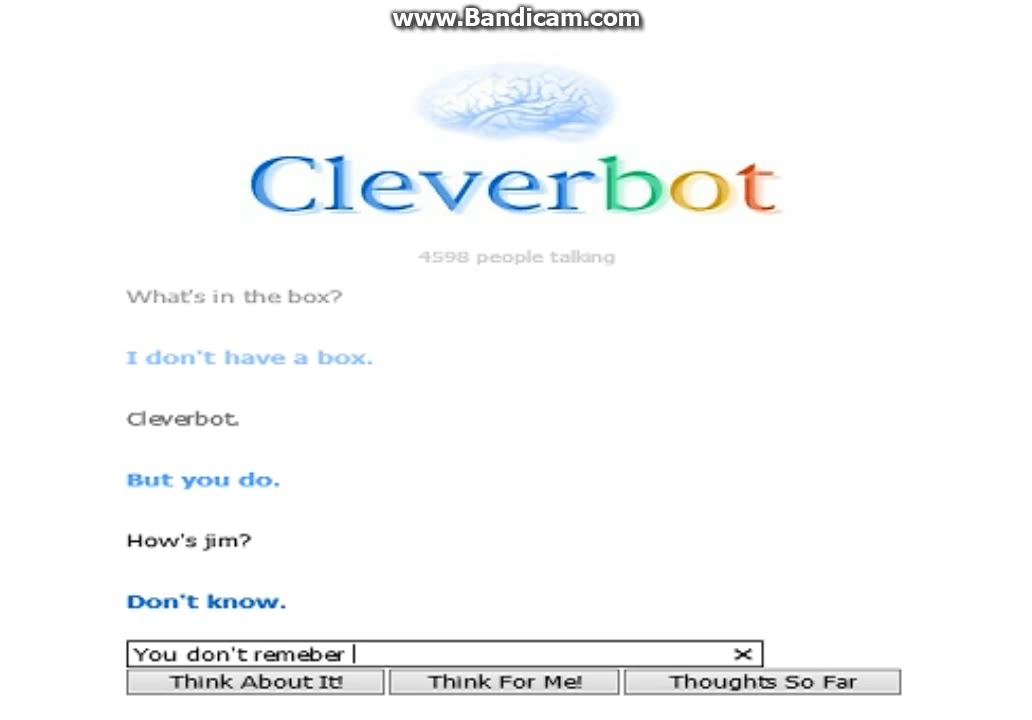 www.Bandicam.com
Cleverbot
4598 people talking
What's in the box?
I don't have a box.
Cleverbot.
But you do.
How's jim?
Don't know.
You don't remeber
Think About It! Think For Me! Thoughts So Far